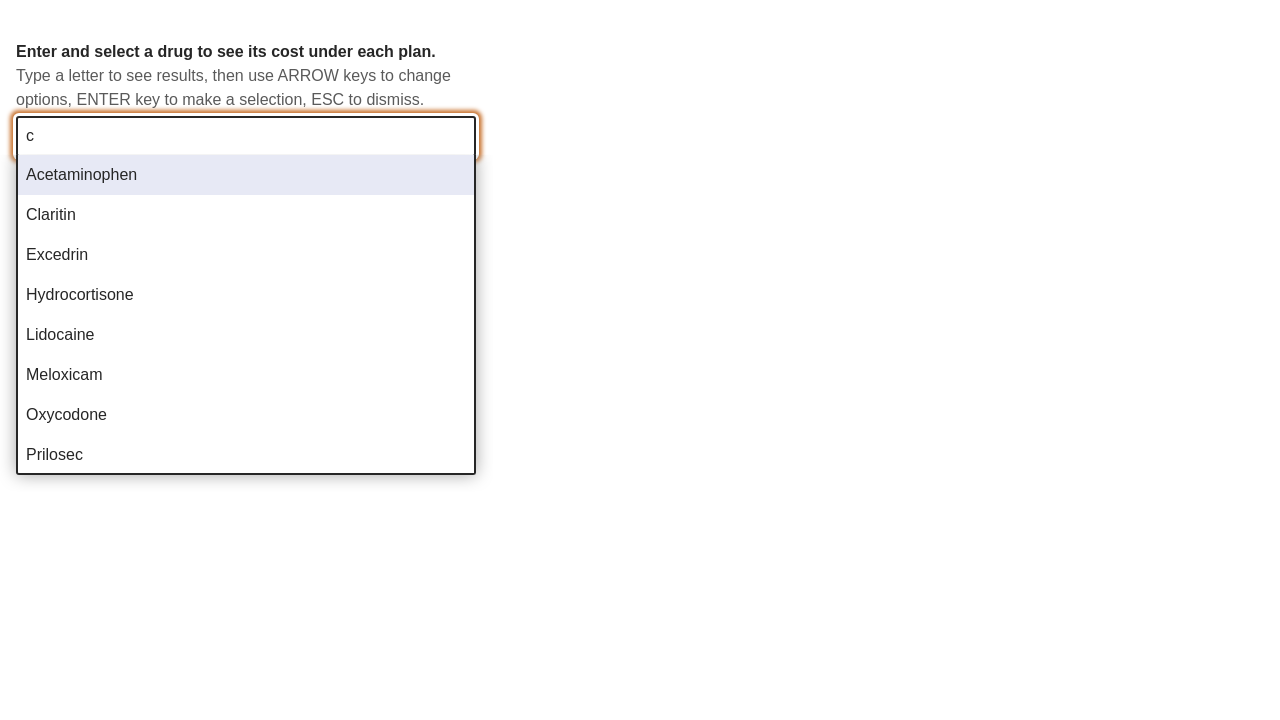 Enter and select a drug to see its cost under each plan.
Type a letter to see results, then use ARROW keys to change
options, ENTER key to make a selection, ESC to dismiss.
c
Acetaminophen
Claritin
Excedrin
Hydrocortisone
Lidocaine
Meloxicam
Oxycodone
Prilosec